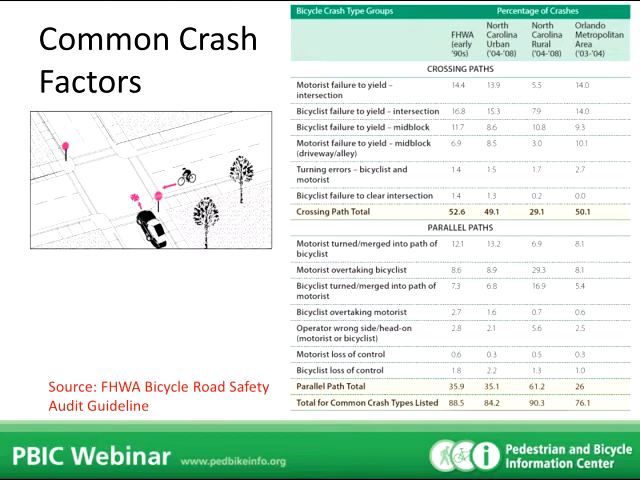 Common Crash
Factors
Source: FHWA Bicycle Road Safety
Audit Guideline
Bicycle Crash Type Groups
Percentage of Crashes
FHWA
(early
'90s)
North
Carolina
Urban
('04-'08)
North
Carolina
Rural
('04-'08)
Orlando
Metropolitan
Area
('03-'04)
CROSSING PATHS
Motorist failure to yield – 14.4 13.9 5.5 14.0
intersection
Bicyclist failure to yield – intersection 16.8 15.3 7.9 14.0
Bicyclist failure to yield – midblock 11.7 8.6 10.8 9.3
Motorist failure to yield – midblock 6.9 8.5 3.0 10.1
(driveway/alley)
Turning errors – bicyclist and 1.4 1.5 1.7 2.7
motorist
Bicyclist failure to clear intersection 1.4 1.3 0.2 0.0
Crossing Path Total 52.6 49.1 29.1 50.1
PARALLEL PATHS
Motorist turned/merged into path of 12.1 13.2 6.9 8.1
bicyclist
Motorist overtaking bicyclist 8.6 8.9 29.3 8.1
Bicyclist turned/merged into path of 7.3 6.8 16.9 5.4
motorist
Bicyclist overtaking motorist 2.7 1.6 0.7 0.6
Operator wrong side/head-on 2.8 2.1 5.6 2.5
(motorist or bicyclist)
Motorist loss of control 0.6 0.3 0.5 0.3
Bicyclist loss of control 1.8 2.2 1.3 1.0
Parallel Path Total 35.9 35.1 61.2 26
Total for Common Crash Types Listed 88.5 84.2 90.3 76.1
PBIC Webinar www.pedbikeinfo.org
Pedestrian and Bicycle
Information Center